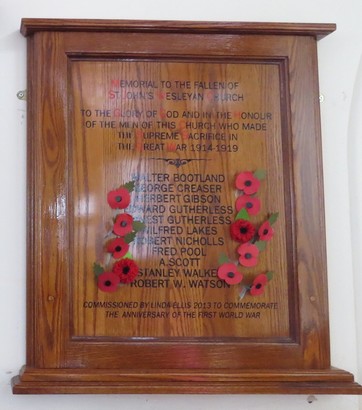 MEMORIAL TO THE FALLEN OF
ST. JOHN'S WESLEYAN CHURCH
TO THE GLORY OF GOD AND IN THE HONOUR
OF THE MEN OF THIS CHURCH WHO MADE
THE SUPREME SACRIFICE IN
THE GREAT WAR 1914-1919
WALTER BOOTLAND
GEORGE CREASER
HERBERT GIBSON
EDWARD GUTHERLESS
ERNEST GUTHERLESS
WILFRED LAKES
ROBERT NICHOLLS
FRED POOL
A.SCOTT
STANLEY WALKER
ROBERT W. WATSON
COMMISSIONED BY LINDA ELLIS 2013 TO COMMEMORATE
THE ANNIVERSARY OF THE FIRST WORLD WAR